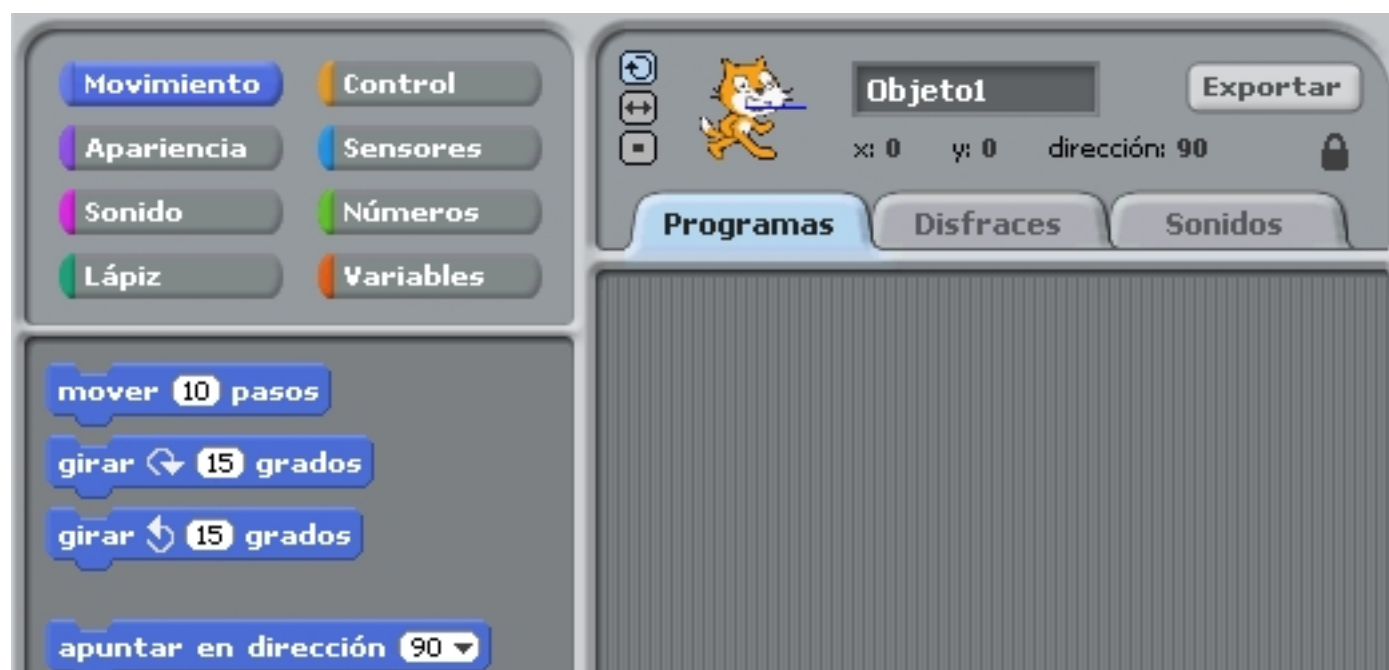 Movimiento Control
Apariencia Sensores
Sonido Números
Lápiz Variables
mover 10 pasos
girar 15 grados
girar 15 grados
apuntar en dirección 90
Objeto1 Exportar
x: 0 y: 0 dirección: 90
Programas Disfraces Sonidos